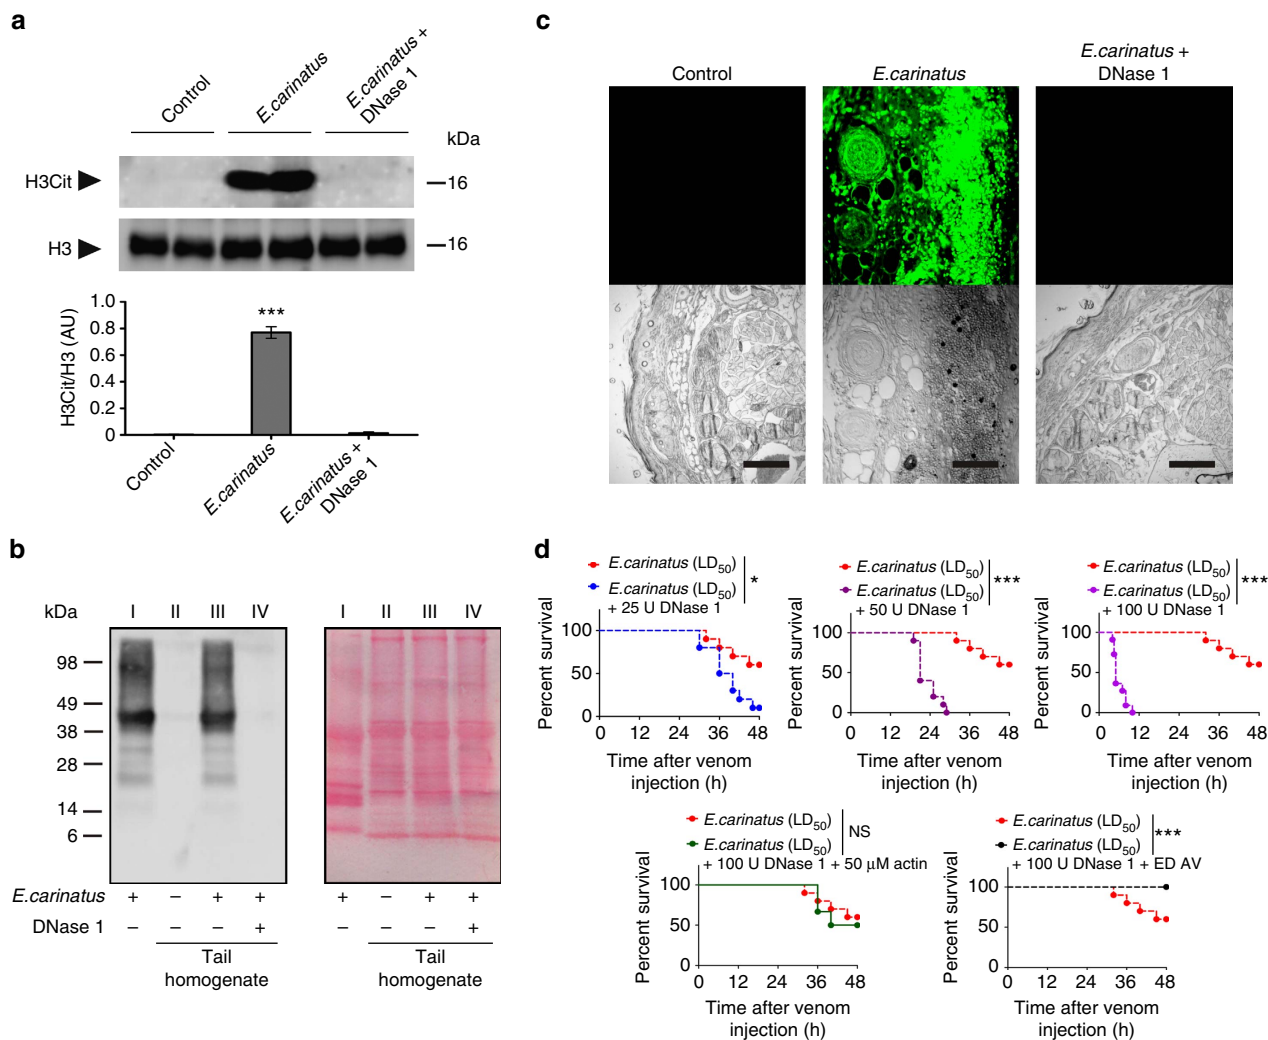 a
Control
E.carinatus
E.carinatus +
DNase 1
kDa
H3Cit
16
H3
16
H3Cit/H3 (AU)
1.0
0.8
0.6
0.4
0.2
0
***
Control
E.carinatus
E.carinatus +
DNase 1
b
kDa
I II III IV
I II III IV
98
49
38
28
14
6
E.carinatus + – + + + – + +
DNase 1 – – – + – – – +
Tail
homogenate
Tail
homogenate
c
Control
E.carinatus
E.carinatus +
DNase 1
d
E.carinatus (LD50)
E.carinatus (LD50)
+ 25 U DNase 1
*
Percent survival
100
50
0
0 12 24 36 48
Time after venom
injection (h)
E.carinatus (LD50)
E.carinatus (LD50)
+ 50 U DNase 1
***
Percent survival
100
50
0
0 12 24 36 48
Time after venom
injection (h)
E.carinatus (LD50)
E.carinatus (LD50)
+ 100 U DNase 1
***
Percent survival
100
50
0
0 12 24 36 48
Time after venom
injection (h)
E.carinatus (LD50)
E.carinatus (LD50)
+ 100 U DNase 1 + 50 μM actin
NS
Percent survival
100
50
0
0 12 24 36 48
Time after venom
injection (h)
E.carinatus (LD50)
E.carinatus (LD50)
+ 100 U DNase 1 + ED AV
***
Percent survival
100
50
0
0 12 24 36 48
Time after venom
injection (h)